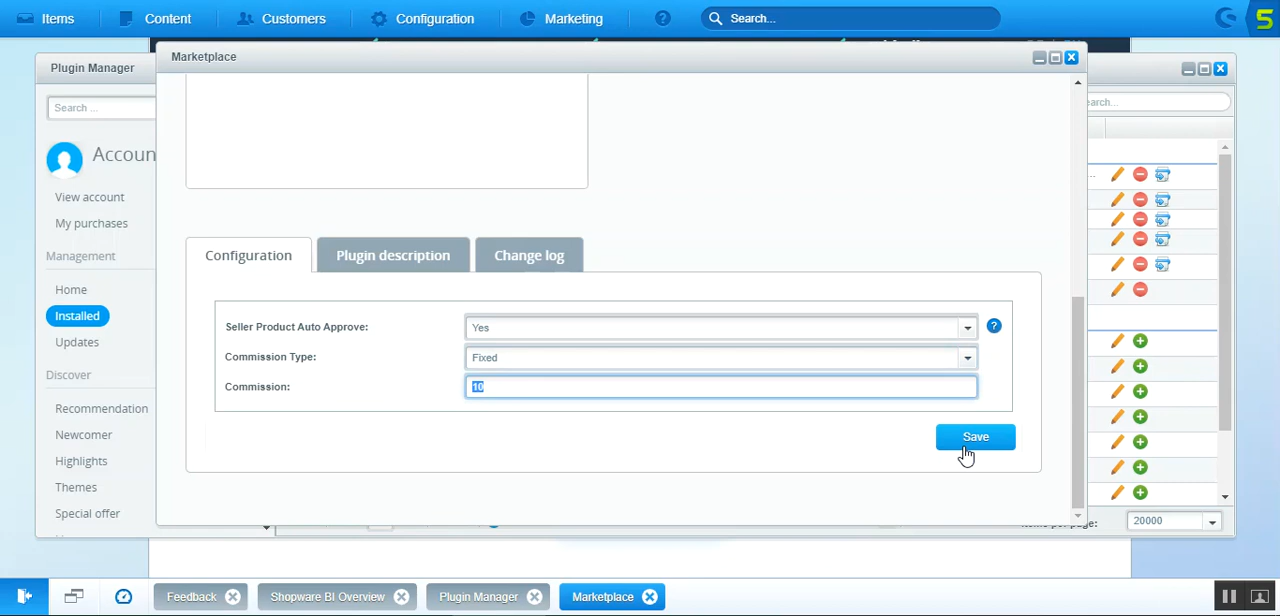 Items
Content
Customers
Configuration
Marketing
?
Search...
Plugin Manager
Marketplace
Search ...
earch...
Accoun
View account
My purchases
Management
Home
Installed
Updates
Discover
Recommendation
Newcomer
Highlights
Themes
Special offer
Configuration
Plugin description
Change log
Seller Product Auto Approve:
Yes
?
Commission Type:
Fixed
Commission:
10
Save
20000
Feedback
Shopware BI Overview
Plugin Manager
Marketplace